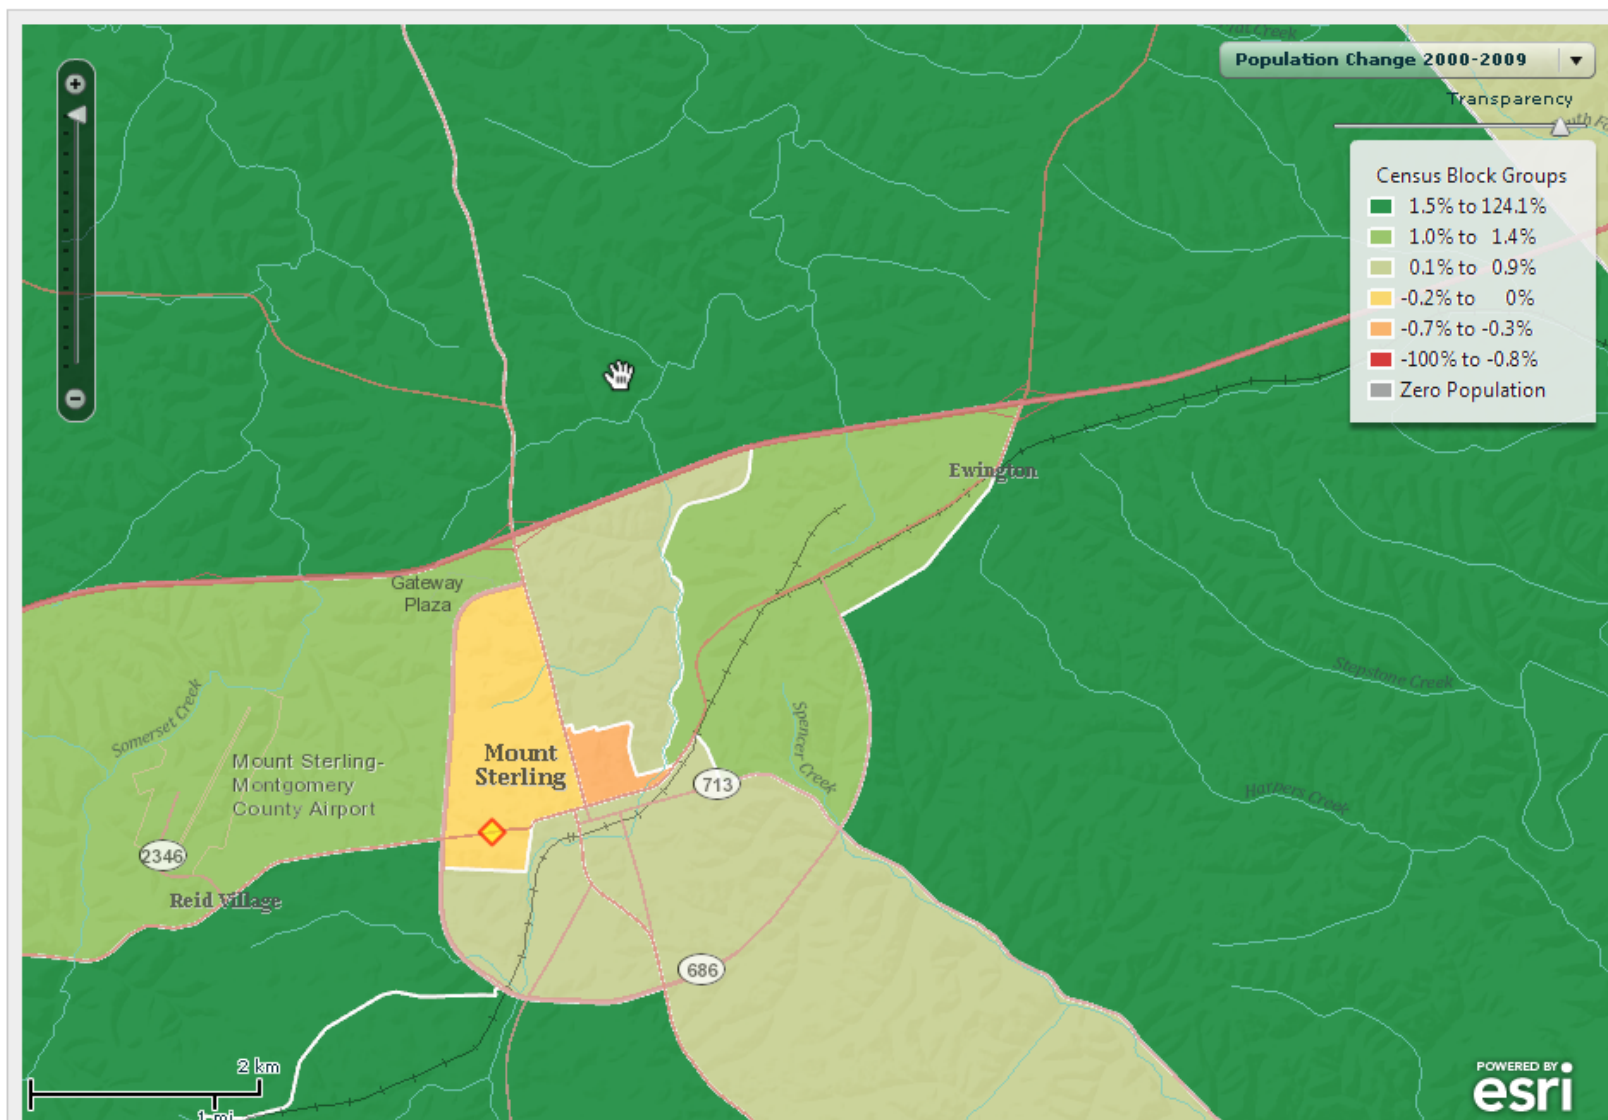 Population Change 2000-2009
Transparency
Census Block Groups
1.5% to 124.1%
1.0% to 1.4%
0.1% to 0.9%
-0.2% to 0%
-0.7% to -0.3%
-100% to -0.8%
Zero Population
Ewington
Gateway
Plaza
Somerset Creek
Mount Sterling-
Montgomery
County Airport
Mount
Sterling
Spencer Creek
Stepstone Creek
Harpers Creek
713
2346
Reid Village
686
2 km
1 mi
POWERED BY
esri